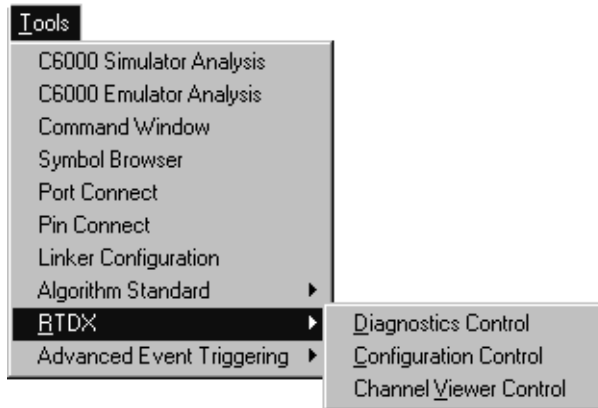 Tools
C6000 Simulator Analysis
C6000 Emulator Analysis
Command Window
Symbol Browser
Port Connect
Pin Connect
Linker Configuration
Algorithm Standard
RTDX
Advanced Event Triggering
Diagnostics Control
Configuration Control
Channel Viewer Control